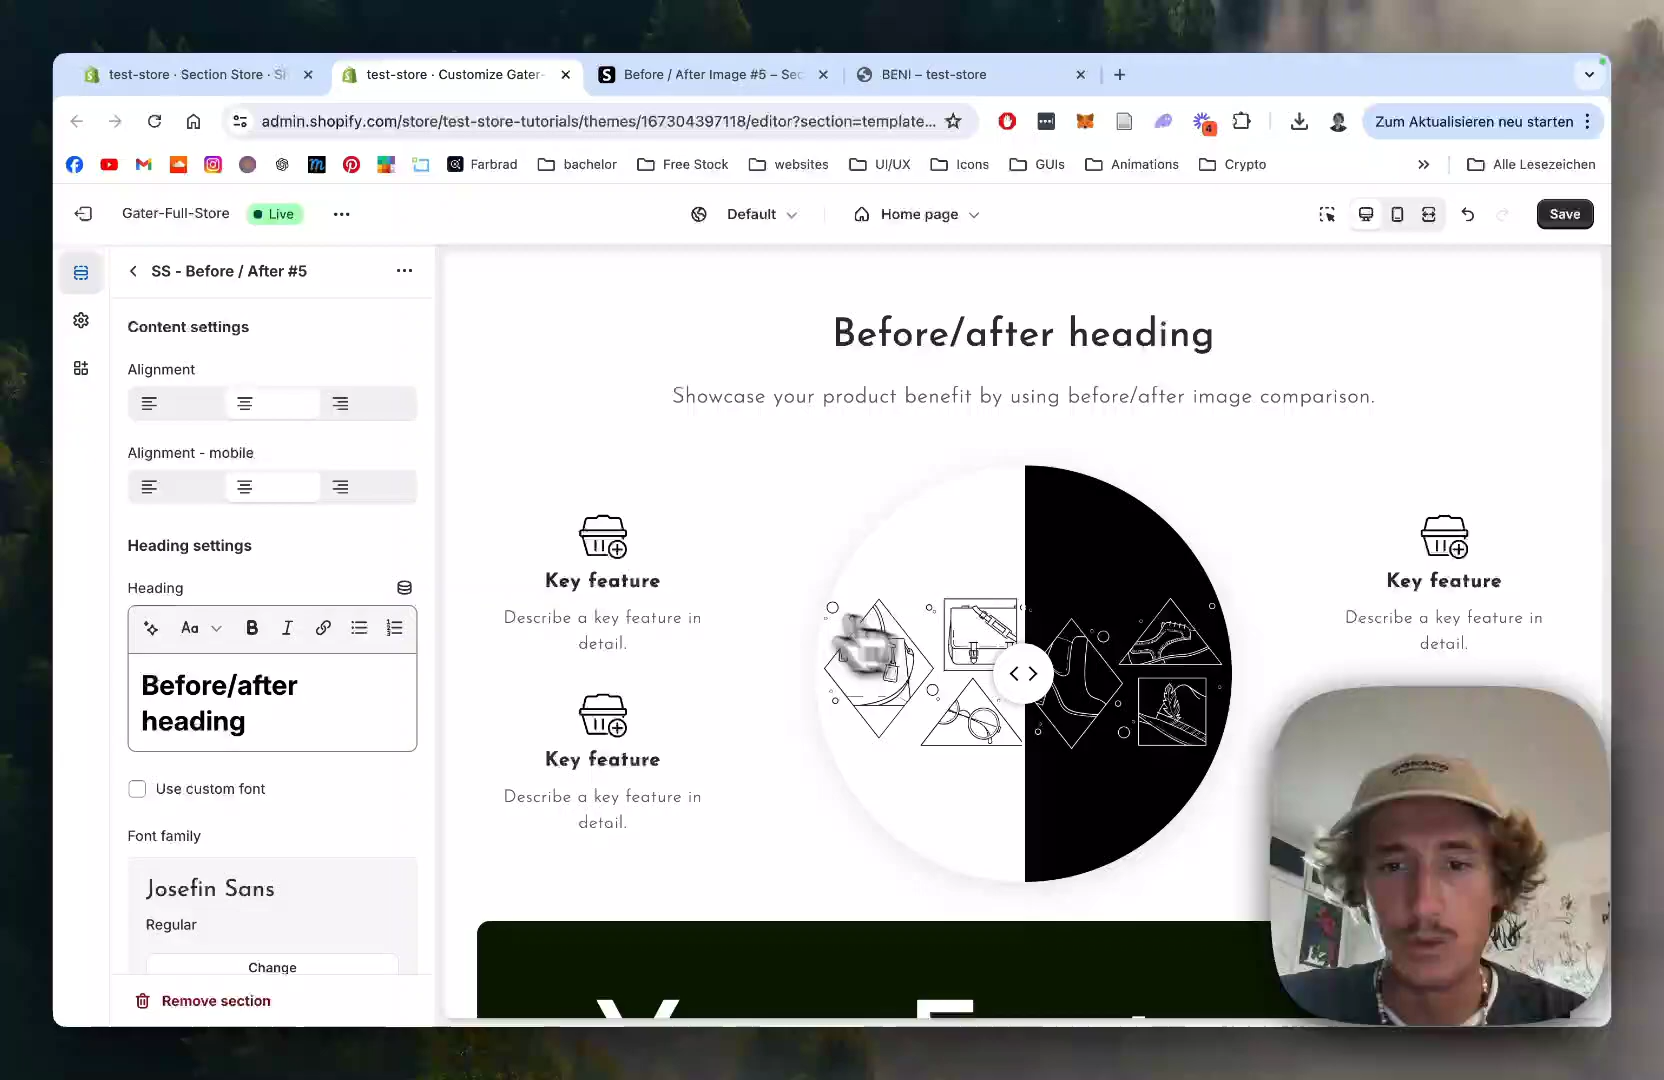 test-store · Section Store · Sh
test-store · Customize Gater-
Before / After Image #5 – Sec
BENI – test-store
admin.shopify.com/store/test-store-tutorials/themes/167304397118/editor?section=template...
4
Zum Aktualisieren neu starten
Farbrad
bachelor
Free Stock
websites
UI/UX
Icons
GUIs
Animations
Crypto
Alle Lesezeichen
Gater-Full-Store
Live
Default
Home page
Save
SS - Before / After #5
Content settings
Alignment
Alignment - mobile
Heading settings
Heading
Aa
B
I
Before/after
heading
Use custom font
Font family
Josefin Sans
Regular
Change
Remove section
Before/after heading
Showcase your product benefit by using before/after image comparison.
Key feature
Describe a key feature in
detail.
Key feature
Describe a key feature in
detail.
Key feature
Describe a key feature in
detail.